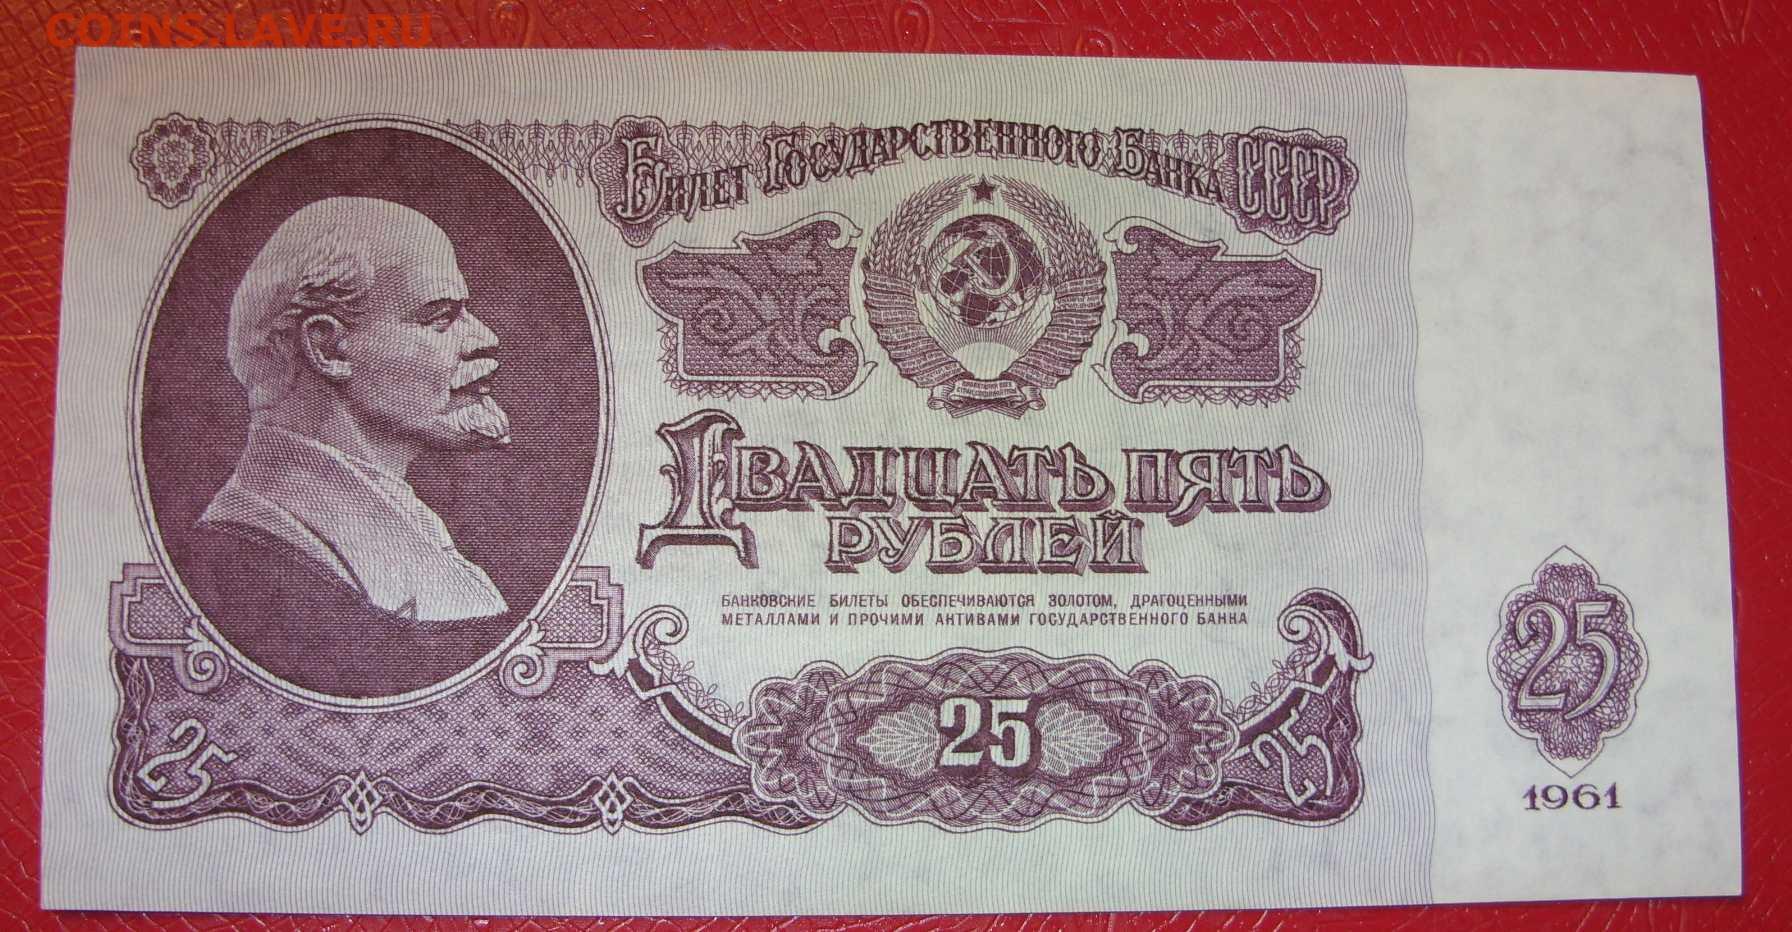 COINS.LAVE.RU
Билет Государственного Банка СССР
Двадцать пять
рублей
БАНКОВСКИЕ БИЛЕТЫ ОБЕСПЕЧИВАЮТСЯ ЗОЛОТОМ, ДРАГОЦЕННЫМИ
МЕТАЛЛАМИ И ПРОЧИМИ АКТИВАМИ ГОСУДАРСТВЕННОГО БАНКА
25
25
25
25
1961